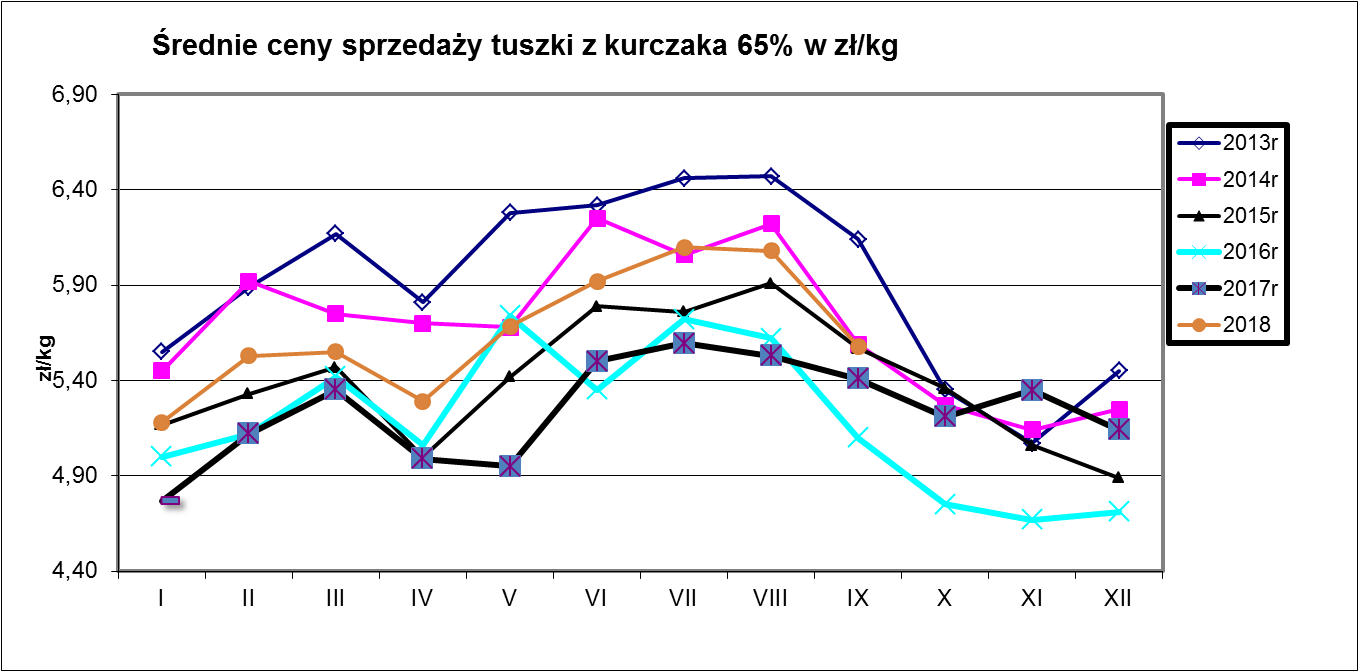 Średnie ceny sprzedaży tuszki z kurczaka 65% w zł/kg
6,90
6,40
5,90
5,40
4,90
4,40
zł/kg
I II III IV V VI VII VIII IX X XI XII
2013r
2014r
2015r
2016r
2017r
2018